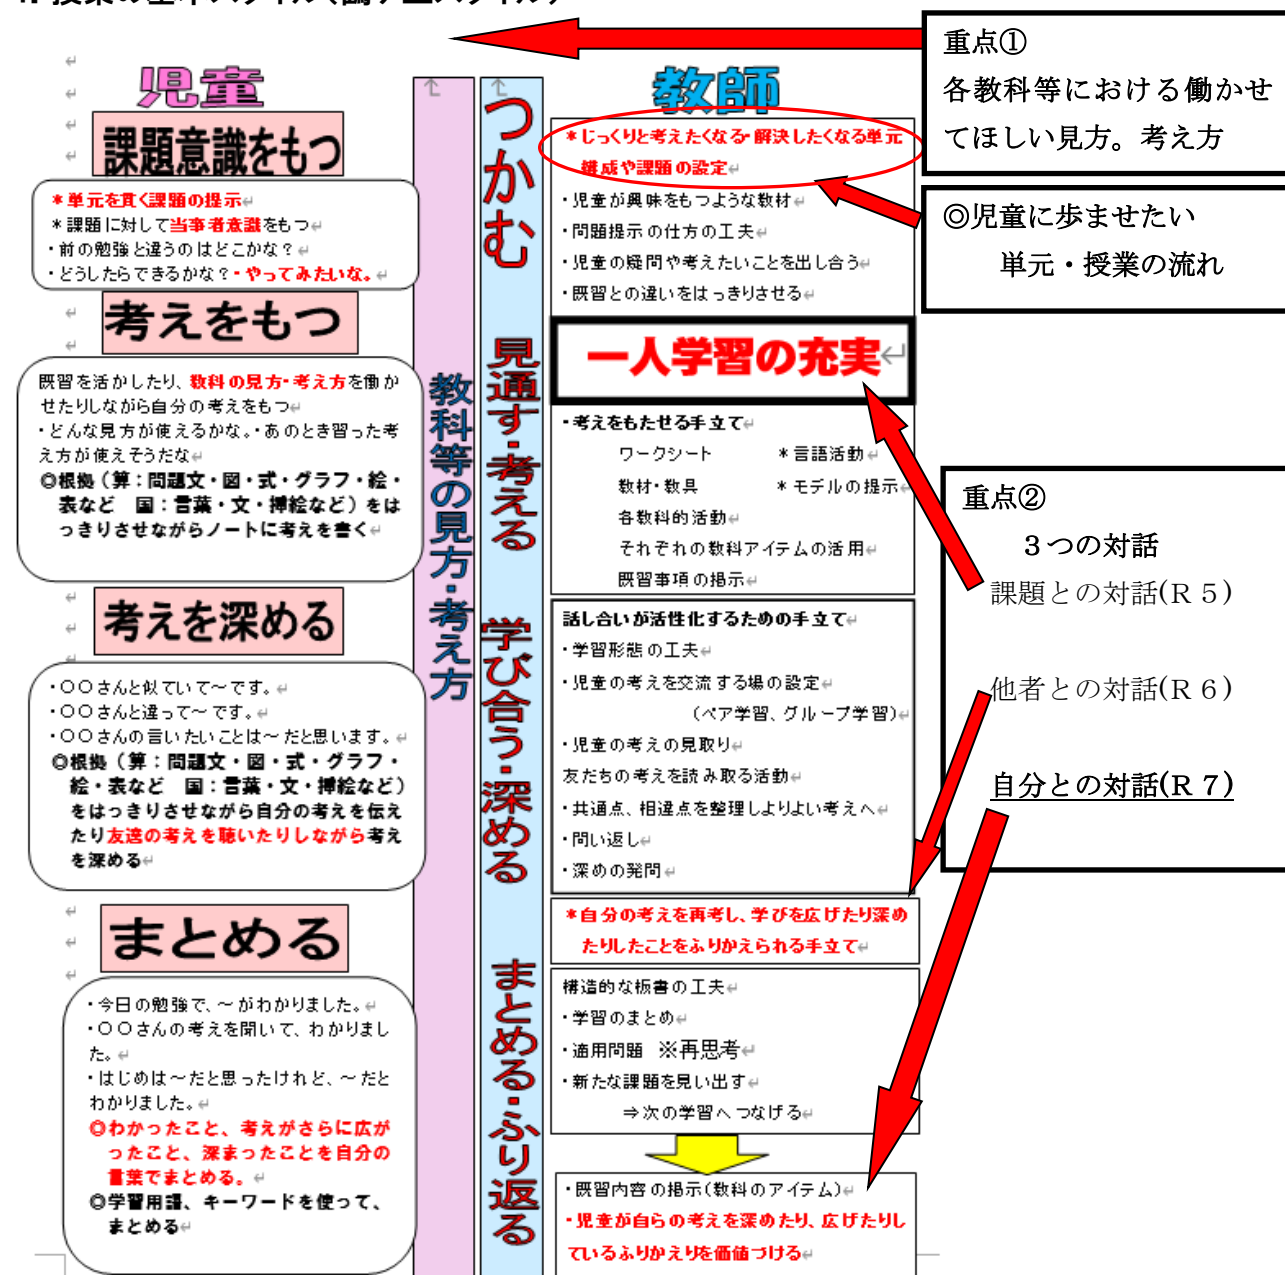 重点①
各教科等における働かせ
てほしい見方。考え方
◎児童に歩ませたい
単元・授業の流れ
児童
課題意識をもつ
＊単元を貫く課題の提示
＊課題に対して当事者意識をもつ
・前の勉強と違うのはどこかな？
・どうしたらできるかな？・やってみたいな。
考えをもつ
既習を活かしたり、教科の見方・考え方を働か
せたりしながら自分の考えをもつ
・どんな見方が使えるかな。・あのとき習った考
え方が使えそうだな
◎根拠（算：問題文・図・式・グラフ・絵・
表など　国：言葉・文・挿絵など）をは
っきりさせながらノートに考えを書く
考えを深める
・〇〇さんと似ていて～です。
・〇〇さんと違って～です。
・〇〇さんの言いたいことは～だと思います。
◎根拠（算：問題文・図・式・グラフ・
絵・表など　国：言葉・文・挿絵など）
をはっきりさせながら自分の考えを伝え
たり友達の考えを聴いたりしながら考え
を深める
まとめる
・今日の勉強で、～がわかりました。
・〇〇さんの考えを聞いて、わかりまし
た。
・はじめは～だと思ったけれど、～だと
わかりました。
◎わかったこと、考えがさらに広が
ったこと、深まったことを自分の
言葉でまとめる。
◎学習用語、キーワードを使って、
まとめる
教科等の見方・考え方
つかむ
見通す・考える
学び合う・深める
まとめる・ふり返る
教師
＊じっくりと考えたくなる・解決したくなる単元
構成や課題の設定
・児童が興味をもつような教材
・問題提示の仕方の工夫
・児童の疑問や考えたいことを出し合う
・既習との違いをはっきりさせる
一人学習の充実
・考えをもたせる手立て
ワークシート　　＊言語活動
教材・教具　　＊モデルの提示
各教科的活動
それぞれの教科アイテムの活用
既習事項の掲示
話し合いが活性化するための手立て
・学習形態の工夫
・児童の考えを交流する場の設定
（ペア学習、グループ学習）
・児童の考えの見取り
友だちの考えを読み取る活動
・共通点、相違点を整理しよりよい考えへ
・問い返し
・深めの発問
＊自分の考えを再考し、学びを広げたり深め
たりしたことをふりかえられる手立て
構造的な板書の工夫
・学習のまとめ
・適用問題　※再思考
・新たな課題を見い出す
⇒次の学習へつなげる
・既習内容の掲示(教科のアイテム)
・児童が自らの考えを深めたり、広げたりし
ているふりかえりを価値づける
重点②
３つの対話
課題との対話(Ｒ５)
他者との対話(Ｒ６)
自分との対話(Ｒ７)